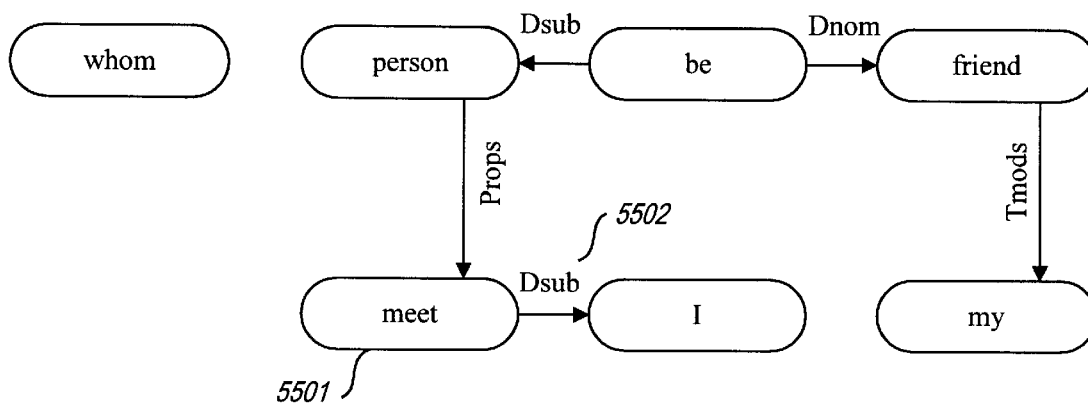 Dsub
Dnom
whom
person
be
friend
Props
Tmods
5502
Dsub
meet
I
my
5501